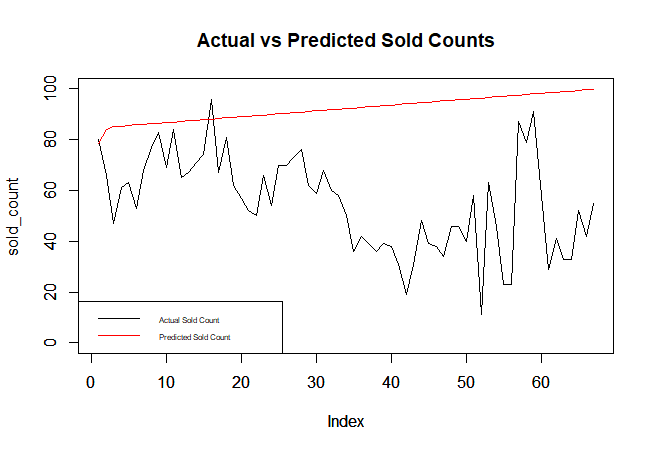 Actual vs Predicted Sold Counts
sold_count
100
80
60
40
20
0
Actual Sold Count
Predicted Sold Count
0 10 20 30 40 50 60
Index